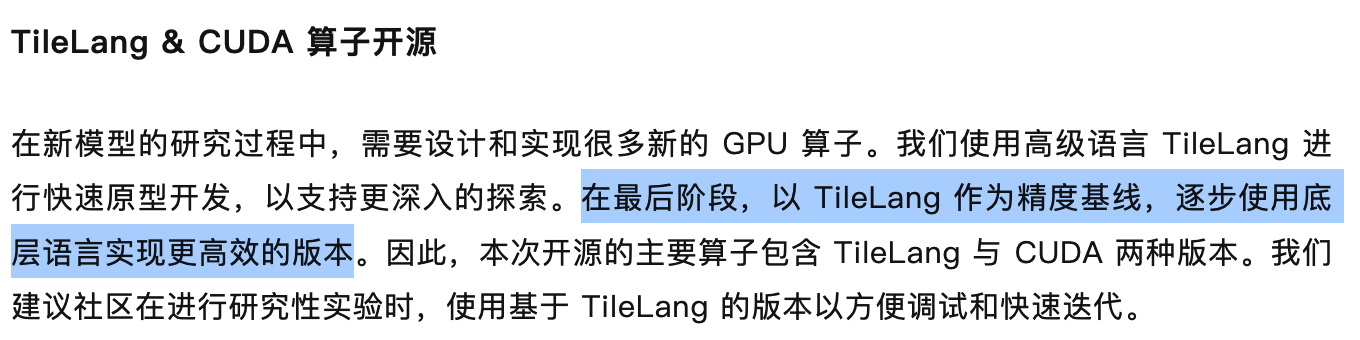 TileLang & CUDA 算子开源
在新模型的研究过程中，需要设计和实现很多新的 GPU 算子。我们使用高级语言 TileLang 进
行快速原型开发，以支持更深入的探索。在最后阶段，以 TileLang 作为精度基线，逐步使用底
层语言实现更高效的版本。因此，本次开源的主要算子包含 TileLang 与 CUDA 两种版本。我们
建议社区在进行研究性实验时，使用基于 TileLang 的版本以方便调试和快速迭代。